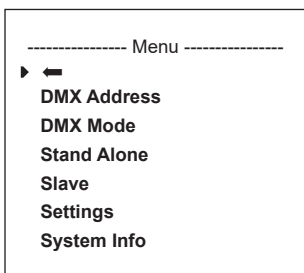 ---------------- Menu ----------------
DMX Address
DMX Mode
Stand Alone
Slave
Settings
System Info